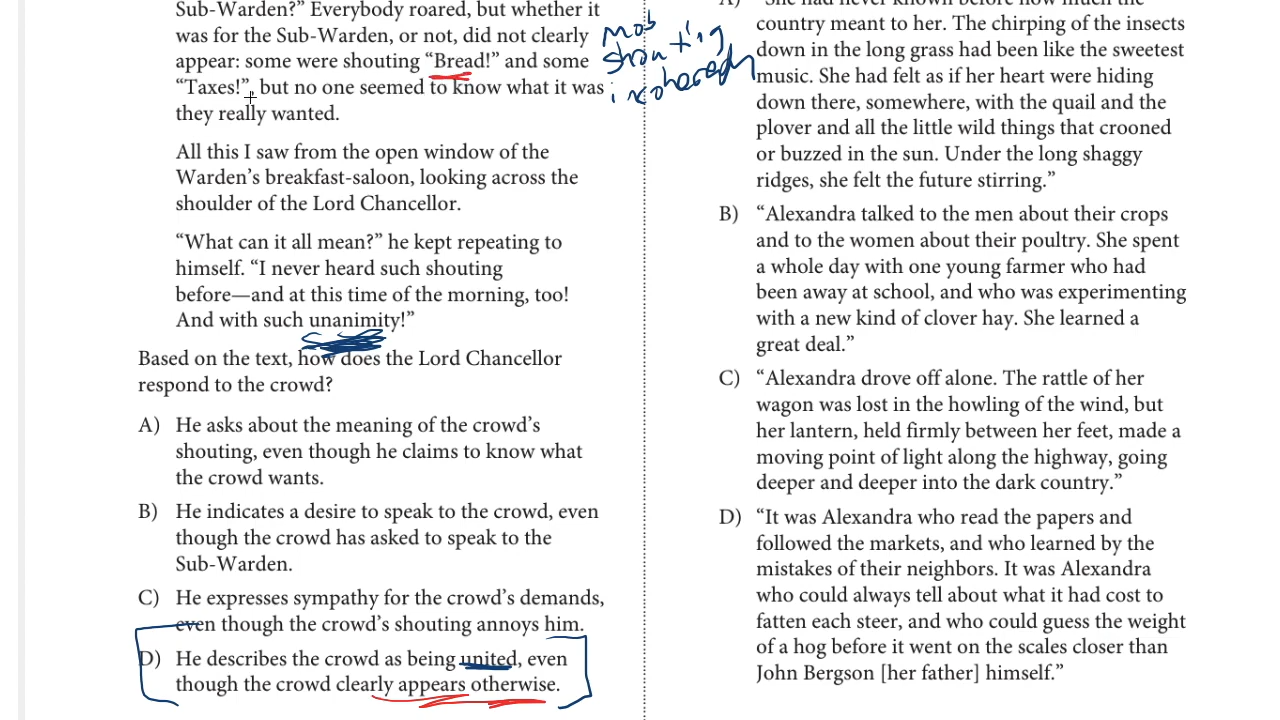 Sub-Warden?” Everybody roared, but whether it
was for the Sub-Warden, or not, did not clearly
appear: some were shouting “Bread!” and some
“Taxes!”, but no one seemed to know what it was
they really wanted.
All this I saw from the open window of the
Warden’s breakfast-saloon, looking across the
shoulder of the Lord Chancellor.
“What can it all mean?” he kept repeating to
himself. “I never heard such shouting
before—and at this time of the morning, too!
And with such unanimity!”
Based on the text, how does the Lord Chancellor
respond to the crowd?
A) He asks about the meaning of the crowd’s
shouting, even though he claims to know what
the crowd wants.
B) He indicates a desire to speak to the crowd, even
though the crowd has asked to speak to the
Sub-Warden.
C) He expresses sympathy for the crowd’s demands,
even though the crowd’s shouting annoys him.
D) He describes the crowd as being united, even
though the crowd clearly appears otherwise.
Mob
shouting
A) “She had never known before how much the
country meant to her. The chirping of the insects
down in the long grass had been like the sweetest
music. She had felt as if her heart were hiding
down there, somewhere, with the quail and the
plover and all the little wild things that crooned
or buzzed in the sun. Under the long shaggy
ridges, she felt the future stirring.”
B) “Alexandra talked to the men about their crops
and to the women about their poultry. She spent
a whole day with one young farmer who had
been away at school, and who was experimenting
with a new kind of clover hay. She learned a
great deal.”
C) “Alexandra drove off alone. The rattle of her
wagon was lost in the howling of the wind, but
her lantern, held firmly between her feet, made a
moving point of light along the highway, going
deeper and deeper into the dark country.”
D) “It was Alexandra who read the papers and
followed the markets, and who learned by the
mistakes of their neighbors. It was Alexandra
who could always tell about what it had cost to
fatten each steer, and who could guess the weight
of a hog before it went on the scales closer than
John Bergson [her father] himself.”